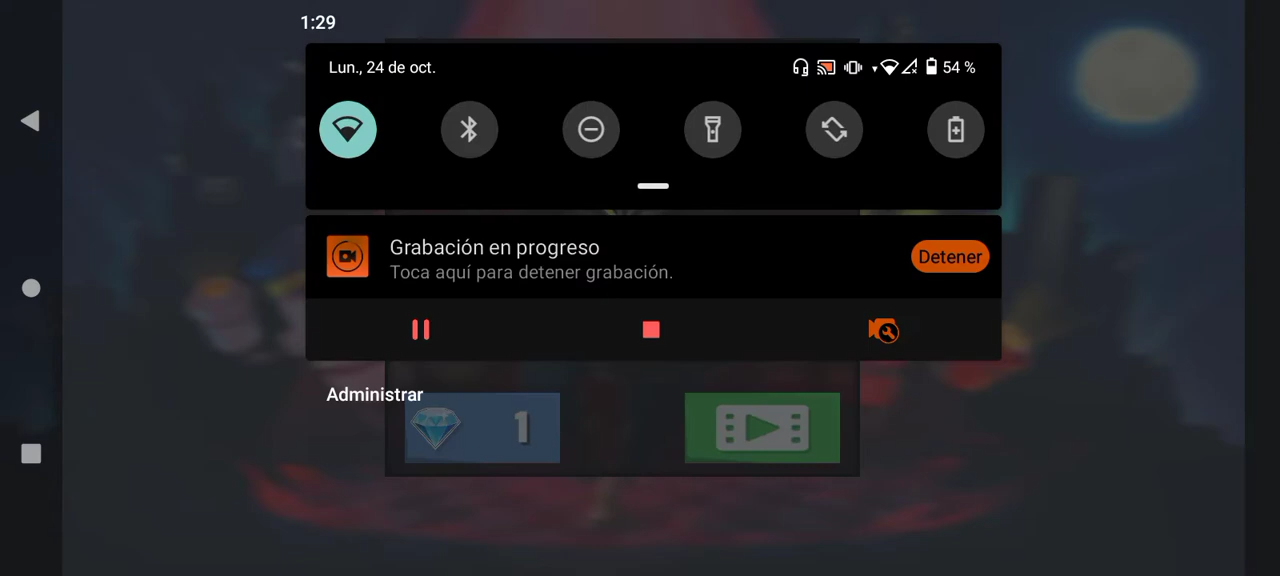 1:29
Lun., 24 de oct.
54 %
Grabación en progreso
Toca aquí para detener grabación.
Detener
Administrar
1